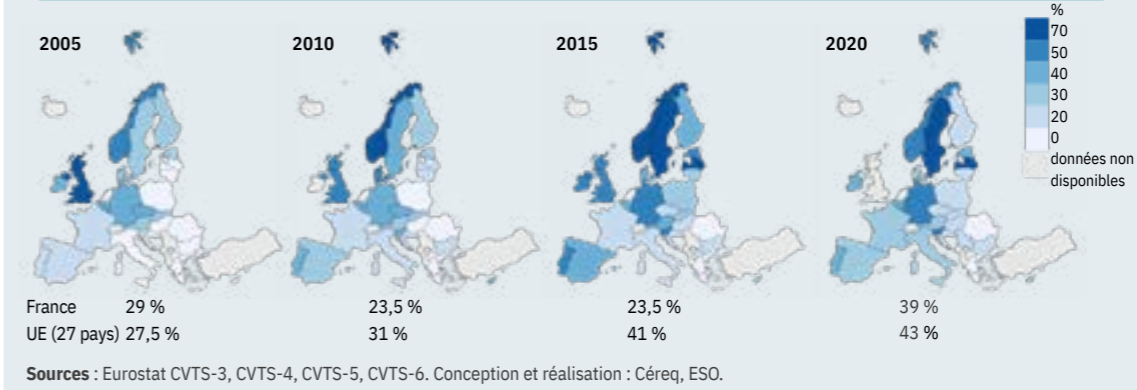 2005
2010
2015
2020
%
70
50
40
30
20
0
données non
disponibles
France 29 % 23,5 % 23,5 % 39 %
UE (27 pays) 27,5 % 31 % 41 % 43 %
Sources : Eurostat CVTS-3, CVTS-4, CVTS-5, CVTS-6. Conception et réalisation : Céreq, ESO.